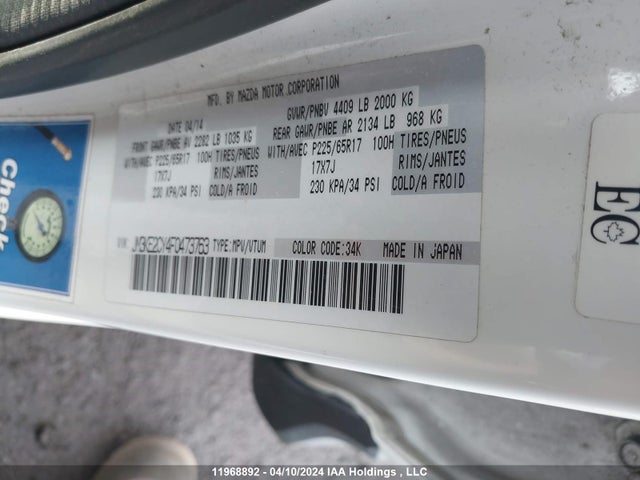 MFD. BY MAZDA MOTOR CORPORATION
DATE 04/14
GVWR/PNBV 4409 LB 2000 KG
FRONT GAWR/PNBE AV 2282 LB 1035 KG
REAR GAWR/PNBE AR 2134 LB 968 KG
WITH/AVEC P225/65R17 100H TIRES/PNEUS
WITH/AVEC P225/65R17 100H TIRES/PNEUS
17X7J RIMS/JANTES
17X7J RIMS/JANTES
230 KPA/34 PSI COLD/A FROID
230 KPA/34 PSI COLD/A FROID
VIN: JM3KE2CY4F0473763 TYPE:MPV/VTUM COLOR CODE:34K MADE IN JAPAN
Check
EC
11968892 - 04/10/2024 IAA Holdings , LLC